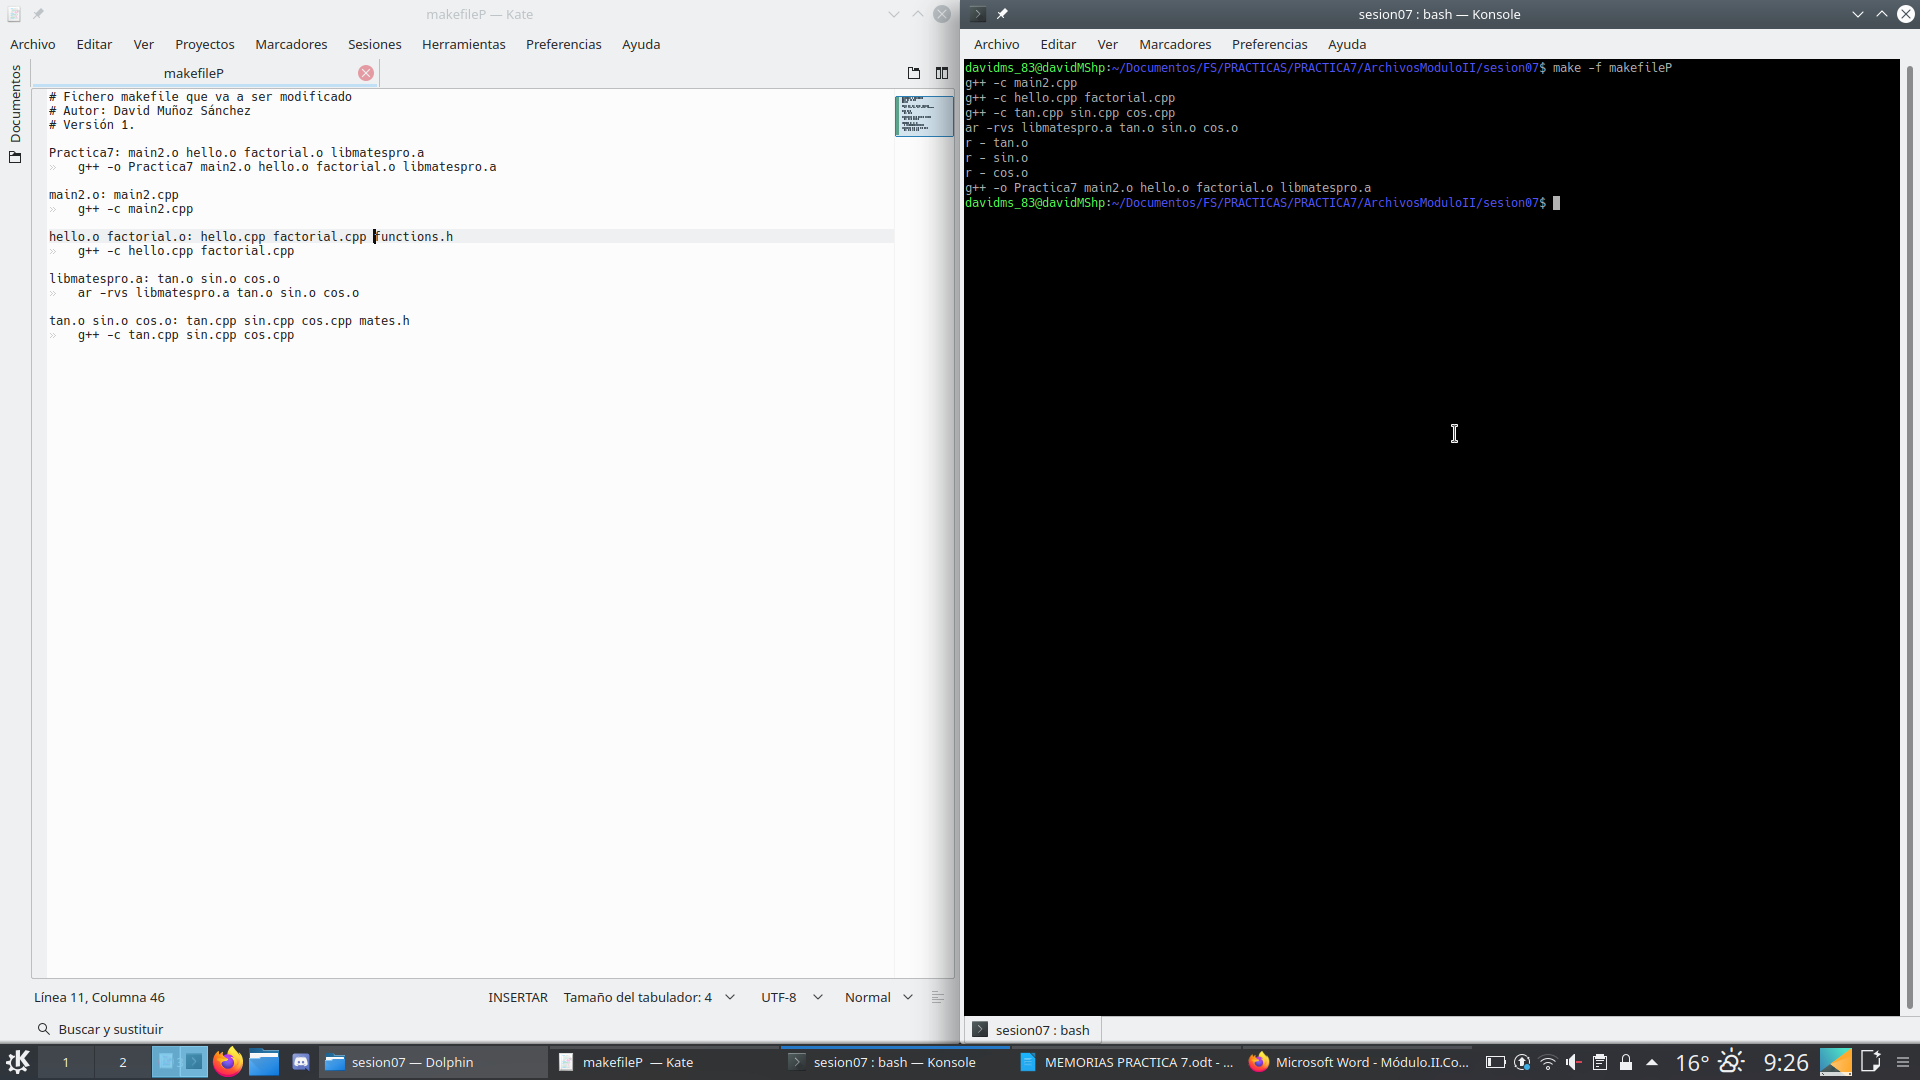 makefileP — Kate
Archivo Editar Ver Proyectos Marcadores Sesiones Herramientas Preferencias Ayuda
Documentos
makefileP
# Fichero makefile que va a ser modificado
# Autor: David Muñoz Sánchez
# Versión 1.
Practica7: main2.o hello.o factorial.o libmatespro.a
» g++ -o Practica7 main2.o hello.o factorial.o libmatespro.a
main2.o: main2.cpp
» g++ -c main2.cpp
hello.o factorial.o: hello.cpp factorial.cpp functions.h
» g++ -c hello.cpp factorial.cpp
libmatespro.a: tan.o sin.o cos.o
» ar -rvs libmatespro.a tan.o sin.o cos.o
tan.o sin.o cos.o: tan.cpp sin.cpp cos.cpp mates.h
» g++ -c tan.cpp sin.cpp cos.cpp
Línea 11, Columna 46 INSERTAR Tamaño del tabulador: 4 UTF-8 Normal
Buscar y sustituir
sesion07 : bash — Konsole
Archivo Editar Ver Marcadores Preferencias Ayuda
davidms_83@davidMShp:~/Documentos/FS/PRACTICAS/PRACTICA7/ArchivosModuloII/sesion07$ make -f makefileP
g++ -c main2.cpp
g++ -c hello.cpp factorial.cpp
g++ -c tan.cpp sin.cpp cos.cpp
ar -rvs libmatespro.a tan.o sin.o cos.o
r - tan.o
r - sin.o
r - cos.o
g++ -o Practica7 main2.o hello.o factorial.o libmatespro.a
davidms_83@davidMShp:~/Documentos/FS/PRACTICAS/PRACTICA7/ArchivosModuloII/sesion07$
sesion07 : bash
1 2 sesion07 — Dolphin makefileP — Kate sesion07 : bash — Konsole MEMORIAS PRACTICA 7.odt - ... Microsoft Word - Módulo.II.Co... 16° 9:26